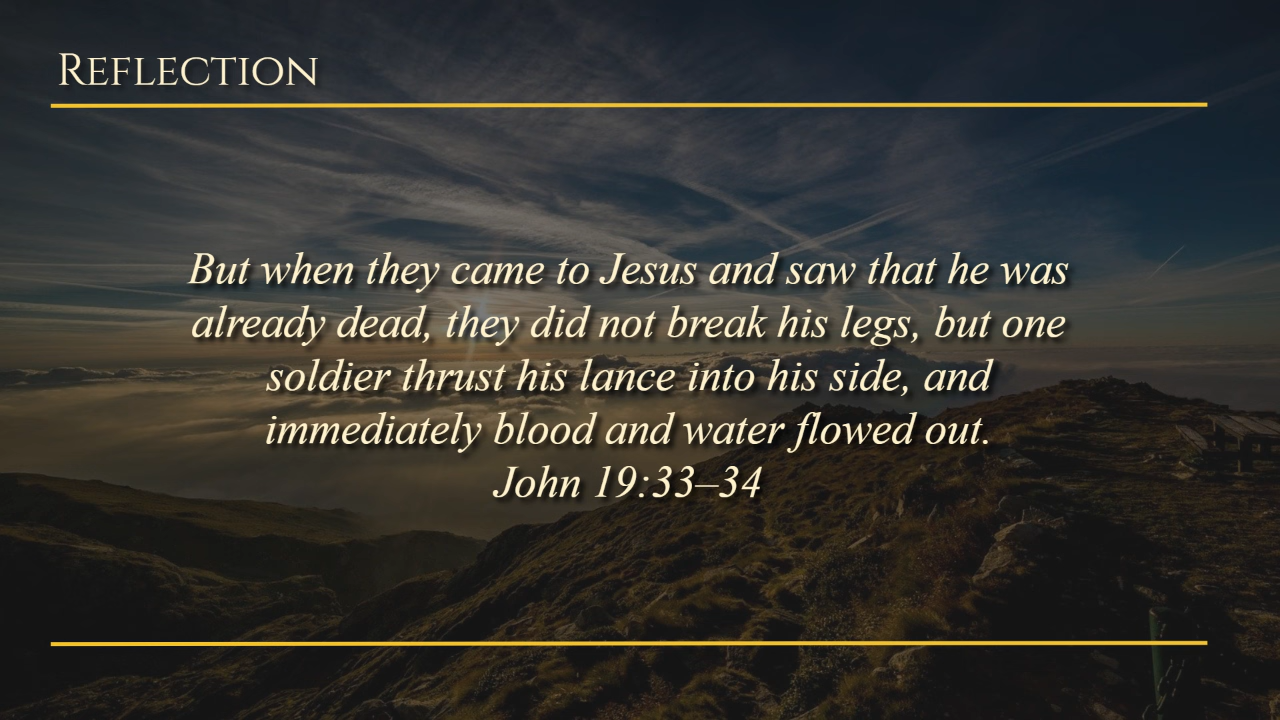 Reflection
But when they came to Jesus and saw that he was
already dead, they did not break his legs, but one
soldier thrust his lance into his side, and
immediately blood and water flowed out.
John 19:33–34